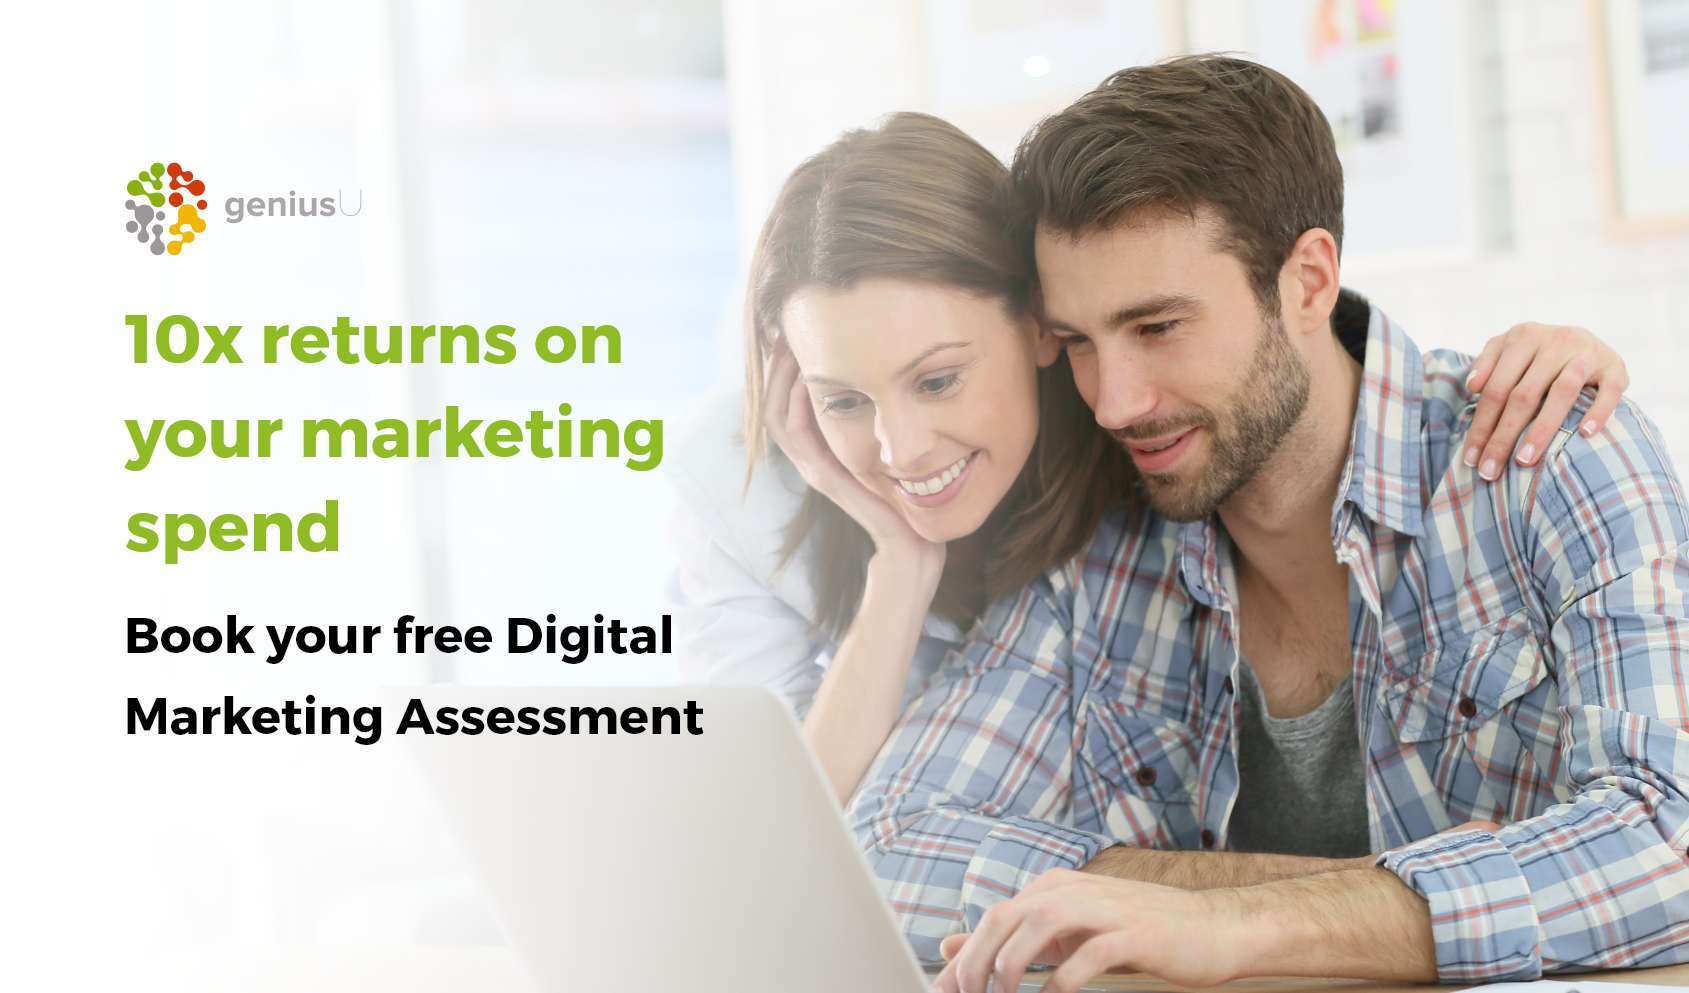 geniusU
10x returns on
your marketing
spend
Book your free Digital
Marketing Assessment